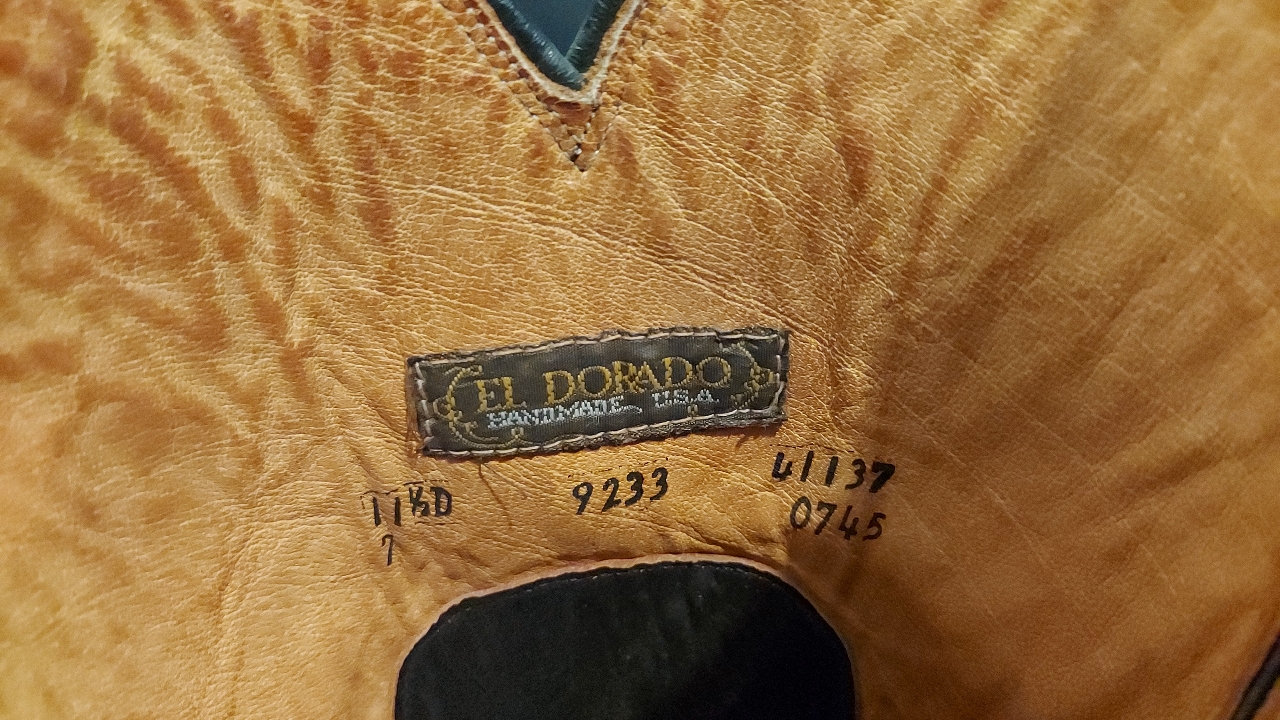 EL DORADO
HANDMADE U.S.A.
11½D 9233 41137
7 0745